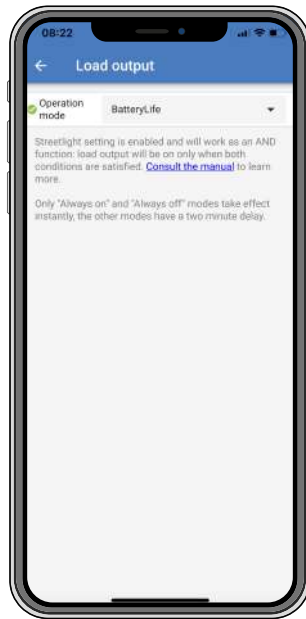 08:22
Load output
Operation
mode
BatteryLife
Streetlight setting is enabled and will work as an AND
function: load output will be on only when both
conditions are satisfied. Consult the manual to learn
more.
Only "Always on" and "Always off" modes take effect
instantly, the other modes have a two minute delay.